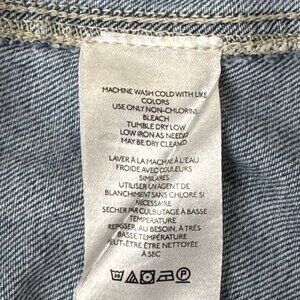 MACHINE WASH COLD WITH LIKE
COLORS
USE ONLY NON-CHLORINE
BLEACH
TUMBLE DRY LOW
LOW IRON AS NEEDED
MAY BE DRY CLEANED
LAVER À LA MACHINE À L'EAU
FROIDE AVEC COULEURS
SIMILAIRES
UTILISER UN AGENT DE
BLANCHIMENT SANS CHLORE SI
NÉCESSAIRE
SÉCHER PAR CULBUTAGE À BASSE
TEMPÉRATURE
REPASSER, AU BESOIN, À TRÈS
BASSE TEMPÉRATURE
PEUT-ÊTRE NETTOYÉE
À SEC
30
P